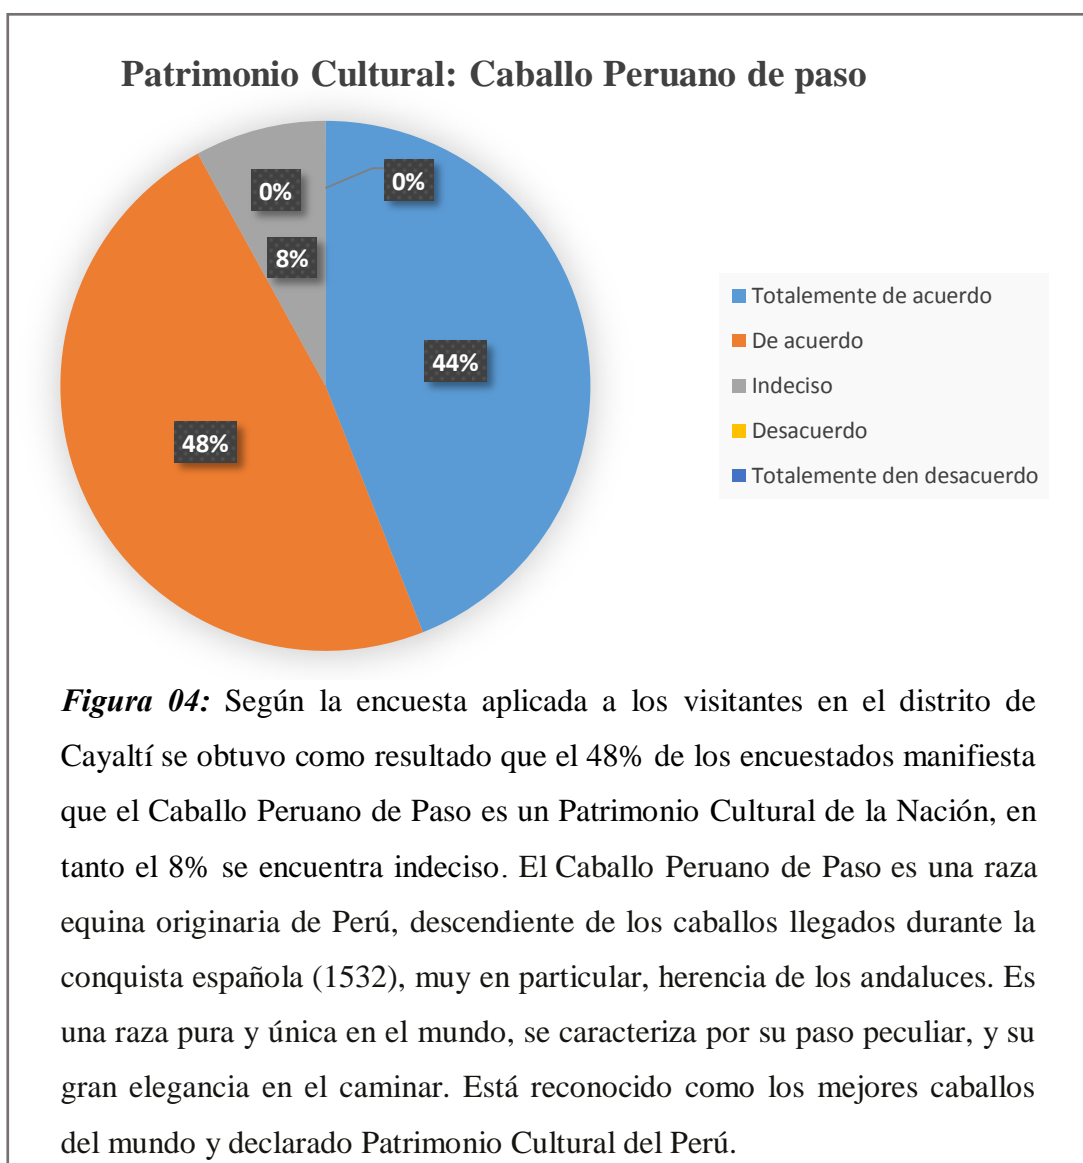 Patrimonio Cultural: Caballo Peruano de paso
0%
0%
8%
44%
48%
Totalemente de acuerdo
De acuerdo
Indeciso
Desacuerdo
Totalemente den desacuerdo
Figura 04: Según la encuesta aplicada a los visitantes en el distrito de
Cayaltí se obtuvo como resultado que el 48% de los encuestados manifiesta
que el Caballo Peruano de Paso es un Patrimonio Cultural de la Nación, en
tanto el 8% se encuentra indeciso. El Caballo Peruano de Paso es una raza
equina originaria de Perú, descendiente de los caballos llegados durante la
conquista española (1532), muy en particular, herencia de los andaluces. Es
una raza pura y única en el mundo, se caracteriza por su paso peculiar, y su
gran elegancia en el caminar. Está reconocido como los mejores caballos
del mundo y declarado Patrimonio Cultural del Perú.